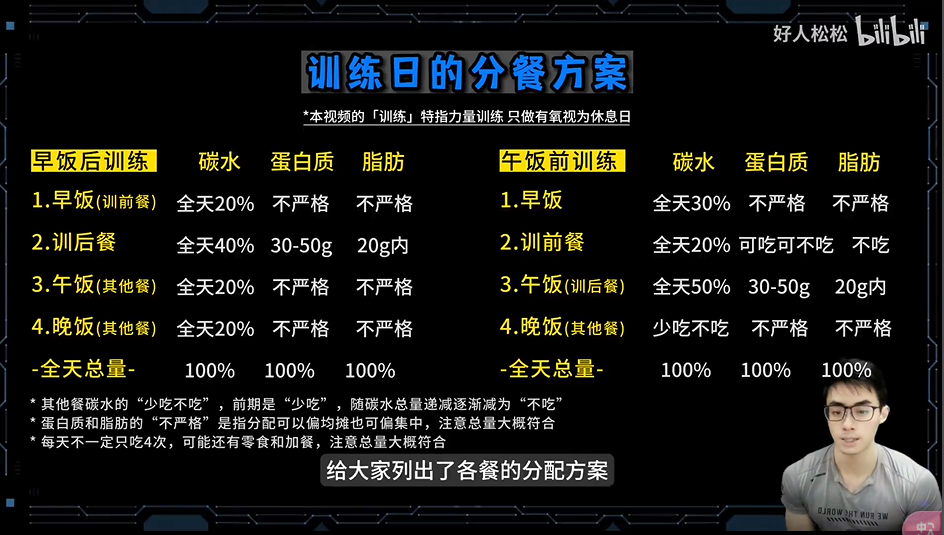 好人松松 bilibili
训练日的分餐方案
*本视频的「训练」特指力量训练 只做有氧视为休息日
早饭后训练 碳水 蛋白质 脂肪
1.早饭(训前餐) 全天20% 不严格 不严格
2.训后餐 全天40% 30-50g 20g内
3.午饭(其他餐) 全天20% 不严格 不严格
4.晚饭(其他餐) 全天20% 不严格 不严格
-全天总量- 100% 100% 100%
午饭前训练 碳水 蛋白质 脂肪
1.早饭 全天30% 不严格 不严格
2.训前餐 全天20% 可吃可不吃 不吃
3.午饭(训后餐) 全天50% 30-50g 20g内
4.晚饭(其他餐) 少吃不吃 不严格 不严格
-全天总量- 100% 100% 100%
* 其他餐碳水的“少吃不吃”，前期是“少吃”，随碳水总量递减逐渐减为“不吃”
* 蛋白质和脂肪的“不严格”是指分配可以偏均摊也可偏集中，注意总量大概符合
* 每天不一定只吃4次，可能还有零食和加餐，注意总量大概符合
给大家列出了各餐的分配方案
WE RUN THE WORLD
中